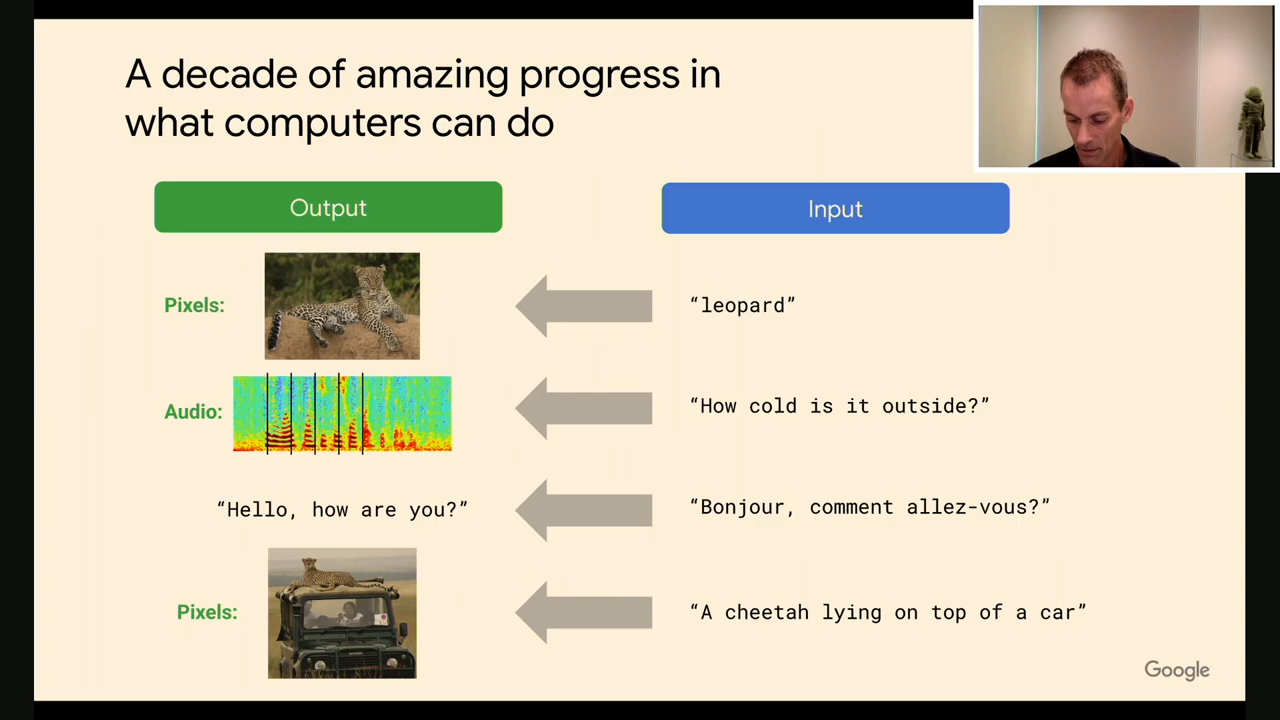 A decade of amazing progress in
what computers can do
Output
Input
Pixels:
“leopard”
Audio:
“How cold is it outside?”
“Hello, how are you?”
“Bonjour, comment allez-vous?”
Pixels:
“A cheetah lying on top of a car”
Google